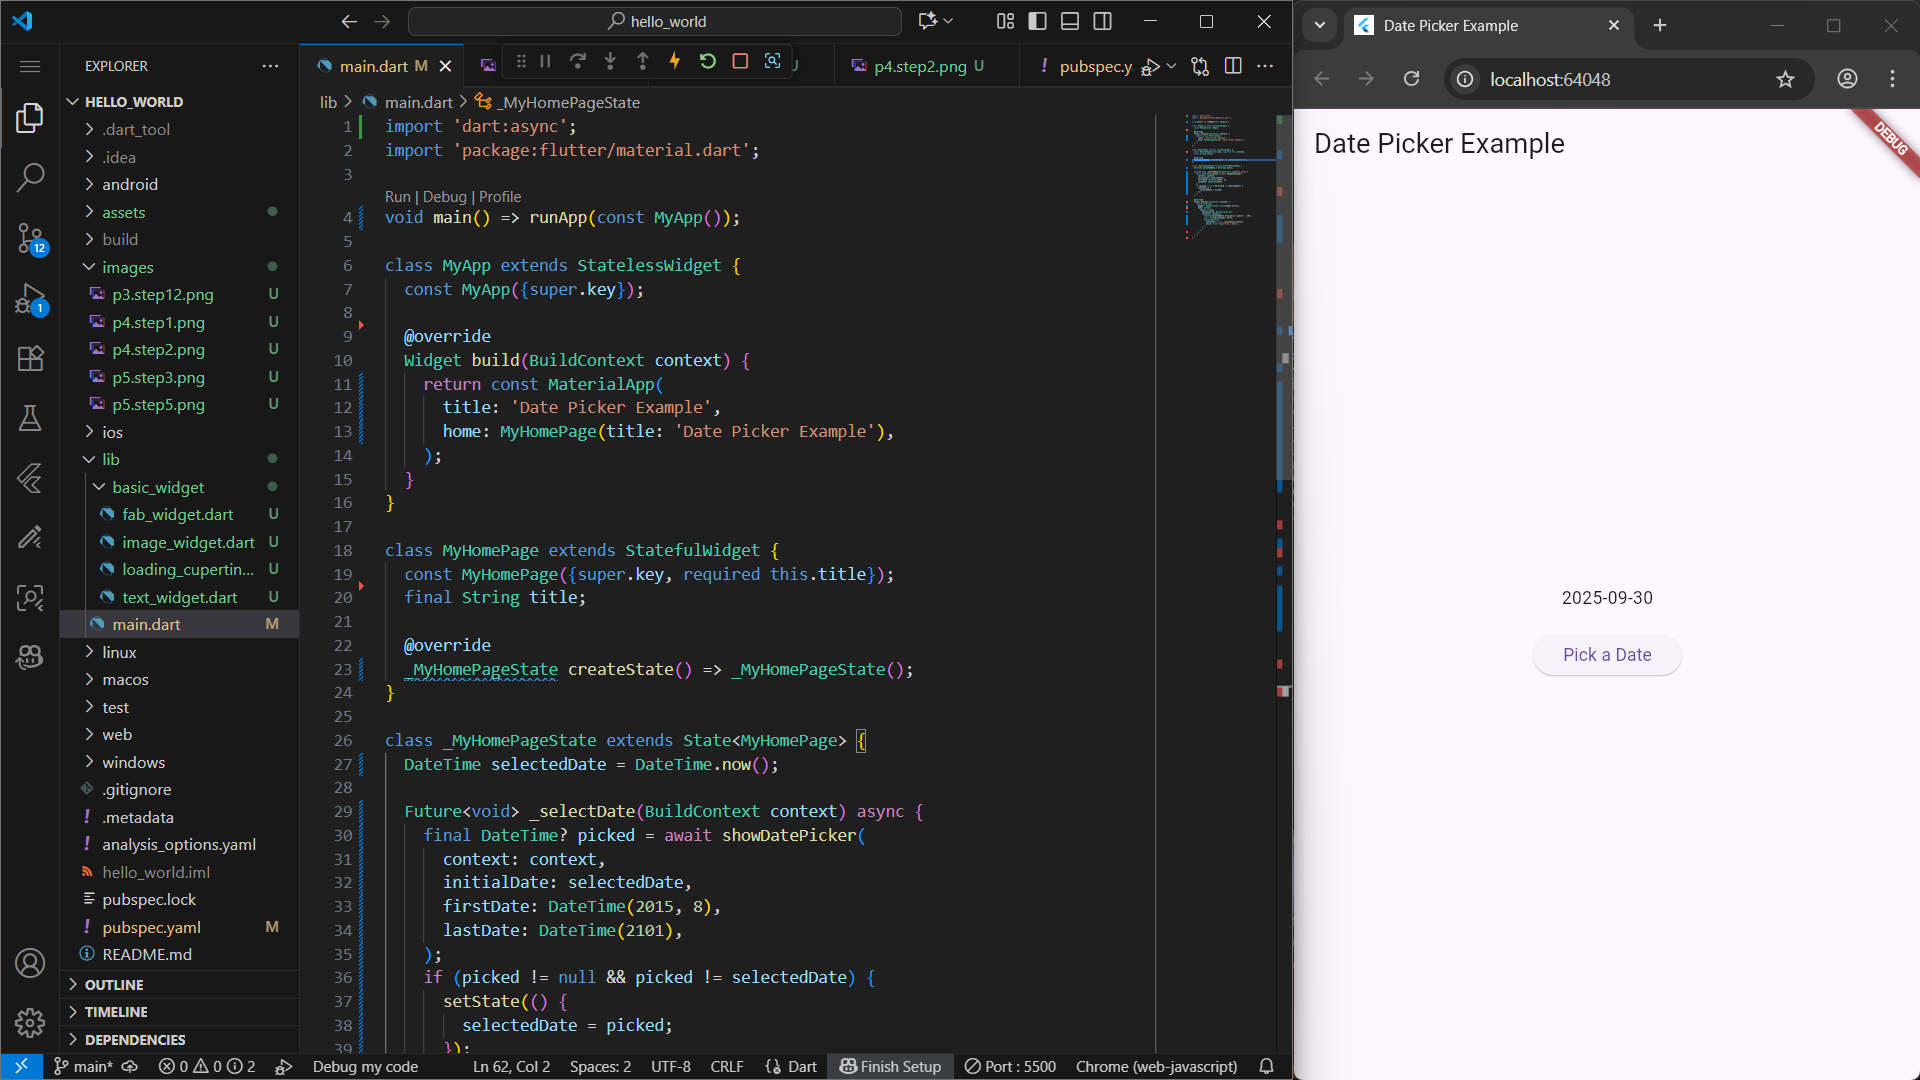 hello_world
EXPLORER
HELLO_WORLD
.dart_tool
.idea
android
assets
build
images
p3.step12.png U
p4.step1.png U
p4.step2.png U
p5.step3.png U
p5.step5.png U
ios
lib
basic_widget
fab_widget.dart U
image_widget.dart U
loading_cupertin... U
text_widget.dart U
main.dart M
linux
macos
test
web
windows
.gitignore
.metadata
analysis_options.yaml
hello_world.iml
pubspec.lock
pubspec.yaml M
README.md
OUTLINE
TIMELINE
DEPENDENCIES
12
1
main.dart M
U
p4.step2.png U
pubspec.y
lib > main.dart > _MyHomePageState
1 import 'dart:async';
2 import 'package:flutter/material.dart';
3
Run | Debug | Profile
4 void main() => runApp(const MyApp());
5
6 class MyApp extends StatelessWidget {
7 const MyApp({super.key});
8
9 @override
10 Widget build(BuildContext context) {
11 return const MaterialApp(
12 title: 'Date Picker Example',
13 home: MyHomePage(title: 'Date Picker Example'),
14 );
15 }
16 }
17
18 class MyHomePage extends StatefulWidget {
19 const MyHomePage({super.key, required this.title});
20 final String title;
21
22 @override
23 _MyHomePageState createState() => _MyHomePageState();
24 }
25
26 class _MyHomePageState extends State<MyHomePage> {
27 DateTime selectedDate = DateTime.now();
28
29 Future<void> _selectDate(BuildContext context) async {
30 final DateTime? picked = await showDatePicker(
31 context: context,
32 initialDate: selectedDate,
33 firstDate: DateTime(2015, 8),
34 lastDate: DateTime(2101),
35 );
36 if (picked != null && picked != selectedDate) {
37 setState(() {
38 selectedDate = picked;
39 });
main* 0 0 2 Debug my code Ln 62, Col 2 Spaces: 2 UTF-8 CRLF Dart Finish Setup Port : 5500 Chrome (web-javascript)
Date Picker Example
localhost:64048
Date Picker Example
DEBUG
2025-09-30
Pick a Date